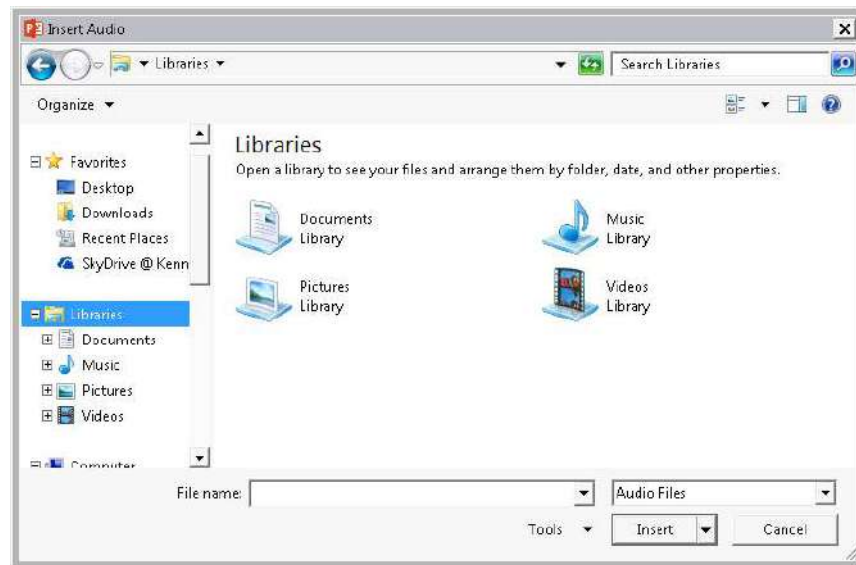 Insert Audio
Libraries
Search Libraries
Organize
Favorites
Desktop
Downloads
Recent Places
SkyDrive @ Kenn
Libraries
Documents
Music
Pictures
Videos
Computer
Libraries
Open a library to see your files and arrange them by folder, date, and other properties.
Documents
Library
Music
Library
Pictures
Library
Videos
Library
File name:
Audio Files
Tools
Insert
Cancel